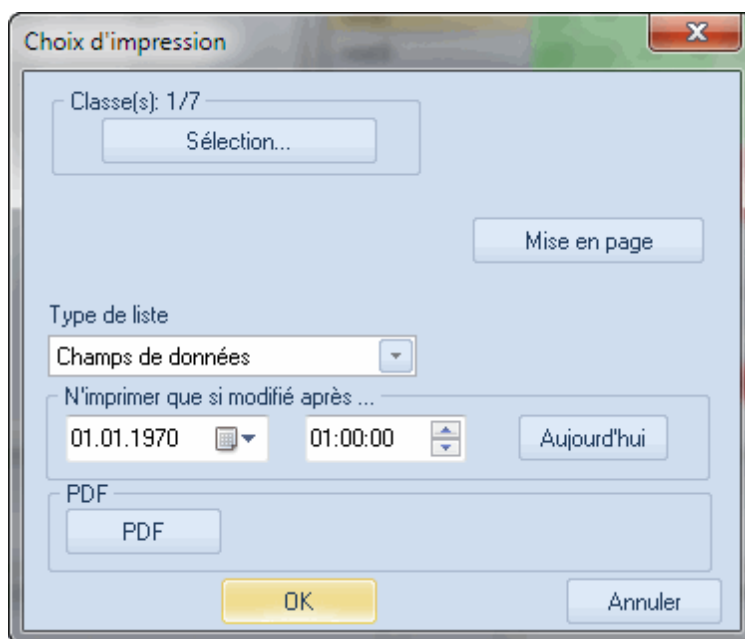 Choix d'impression
Classe(s): 1/7
Sélection...
Mise en page
Type de liste
Champs de données
N'imprimer que si modifié après ...
01.01.1970 01:00:00 Aujourd'hui
PDF
PDF
OK Annuler